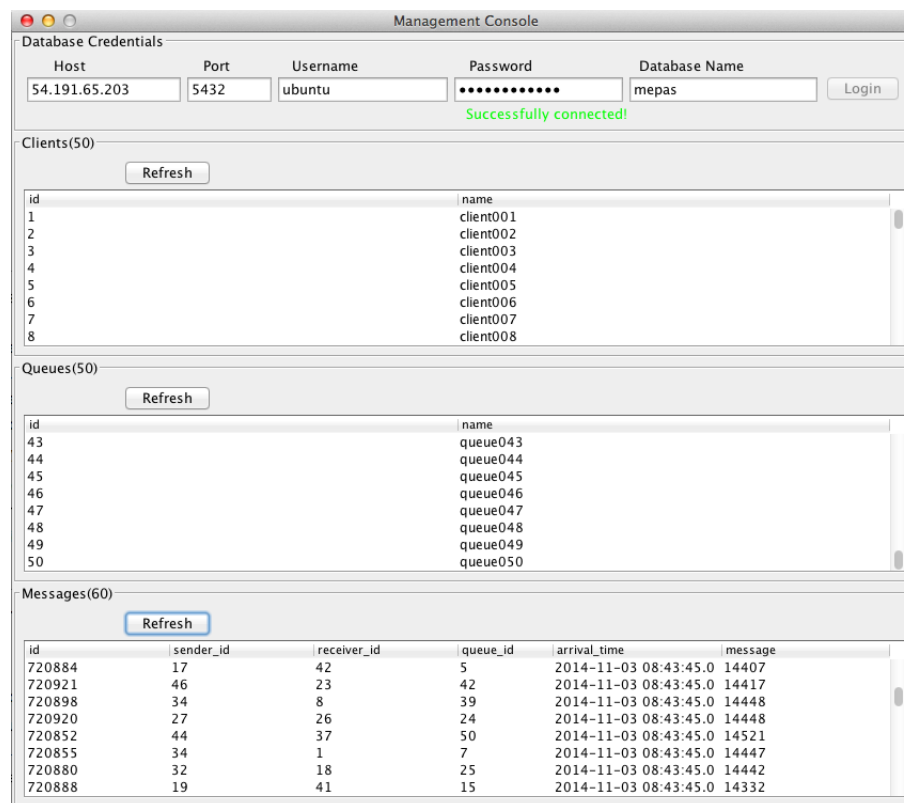 Management Console
Database Credentials
Host Port Username Password Database Name
54.191.65.203 5432 ubuntu ●●●●●●●●●●●● mepas Login
Successfully connected!
Clients(50)
Refresh
id name
1 client001
2 client002
3 client003
4 client004
5 client005
6 client006
7 client007
8 client008
Queues(50)
Refresh
id name
43 queue043
44 queue044
45 queue045
46 queue046
47 queue047
48 queue048
49 queue049
50 queue050
Messages(60)
Refresh
id sender_id receiver_id queue_id arrival_time message
720884 17 42 5 2014-11-03 08:43:45.0 14407
720921 46 23 42 2014-11-03 08:43:45.0 14417
720898 34 8 39 2014-11-03 08:43:45.0 14448
720920 27 26 24 2014-11-03 08:43:45.0 14448
720852 44 37 50 2014-11-03 08:43:45.0 14521
720855 34 1 7 2014-11-03 08:43:45.0 14447
720880 32 18 25 2014-11-03 08:43:45.0 14442
720888 19 41 15 2014-11-03 08:43:45.0 14332